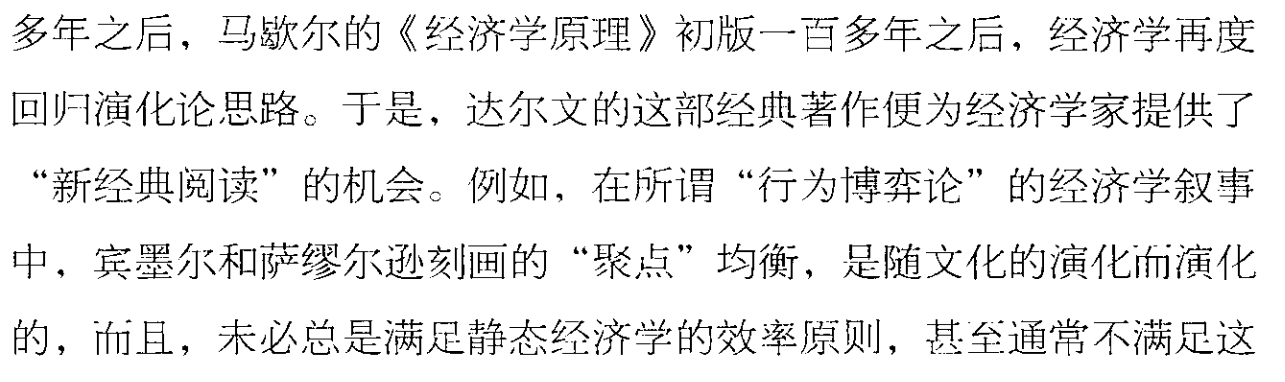 多年之后，马歇尔的《经济学原理》初版一百多年之后，经济学再度
回归演化论思路。于是，达尔文的这部经典著作便为经济学家提供了
“新经典阅读”的机会。例如，在所谓“行为博弈论”的经济学叙事
中，宾墨尔和萨缪尔逊刻画的“聚点”均衡，是随文化的演化而演化
的，而且，未必总是满足静态经济学的效率原则，甚至通常不满足这